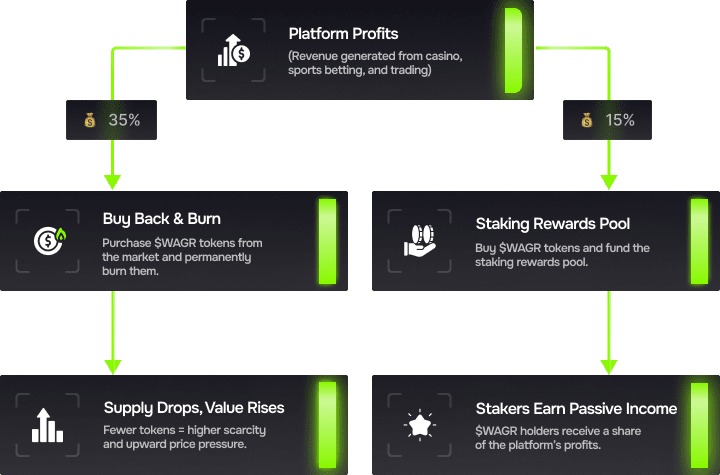 Platform Profits
(Revenue generated from casino,
sports betting, and trading)
35%
15%
Buy Back & Burn
Purchase $WAGR tokens from
the market and permanently
burn them.
Staking Rewards Pool
Buy $WAGR tokens and fund the
staking rewards pool.
Supply Drops, Value Rises
Fewer tokens = higher scarcity
and upward price pressure.
Stakers Earn Passive Income
$WAGR holders receive a share
of the platform's profits.